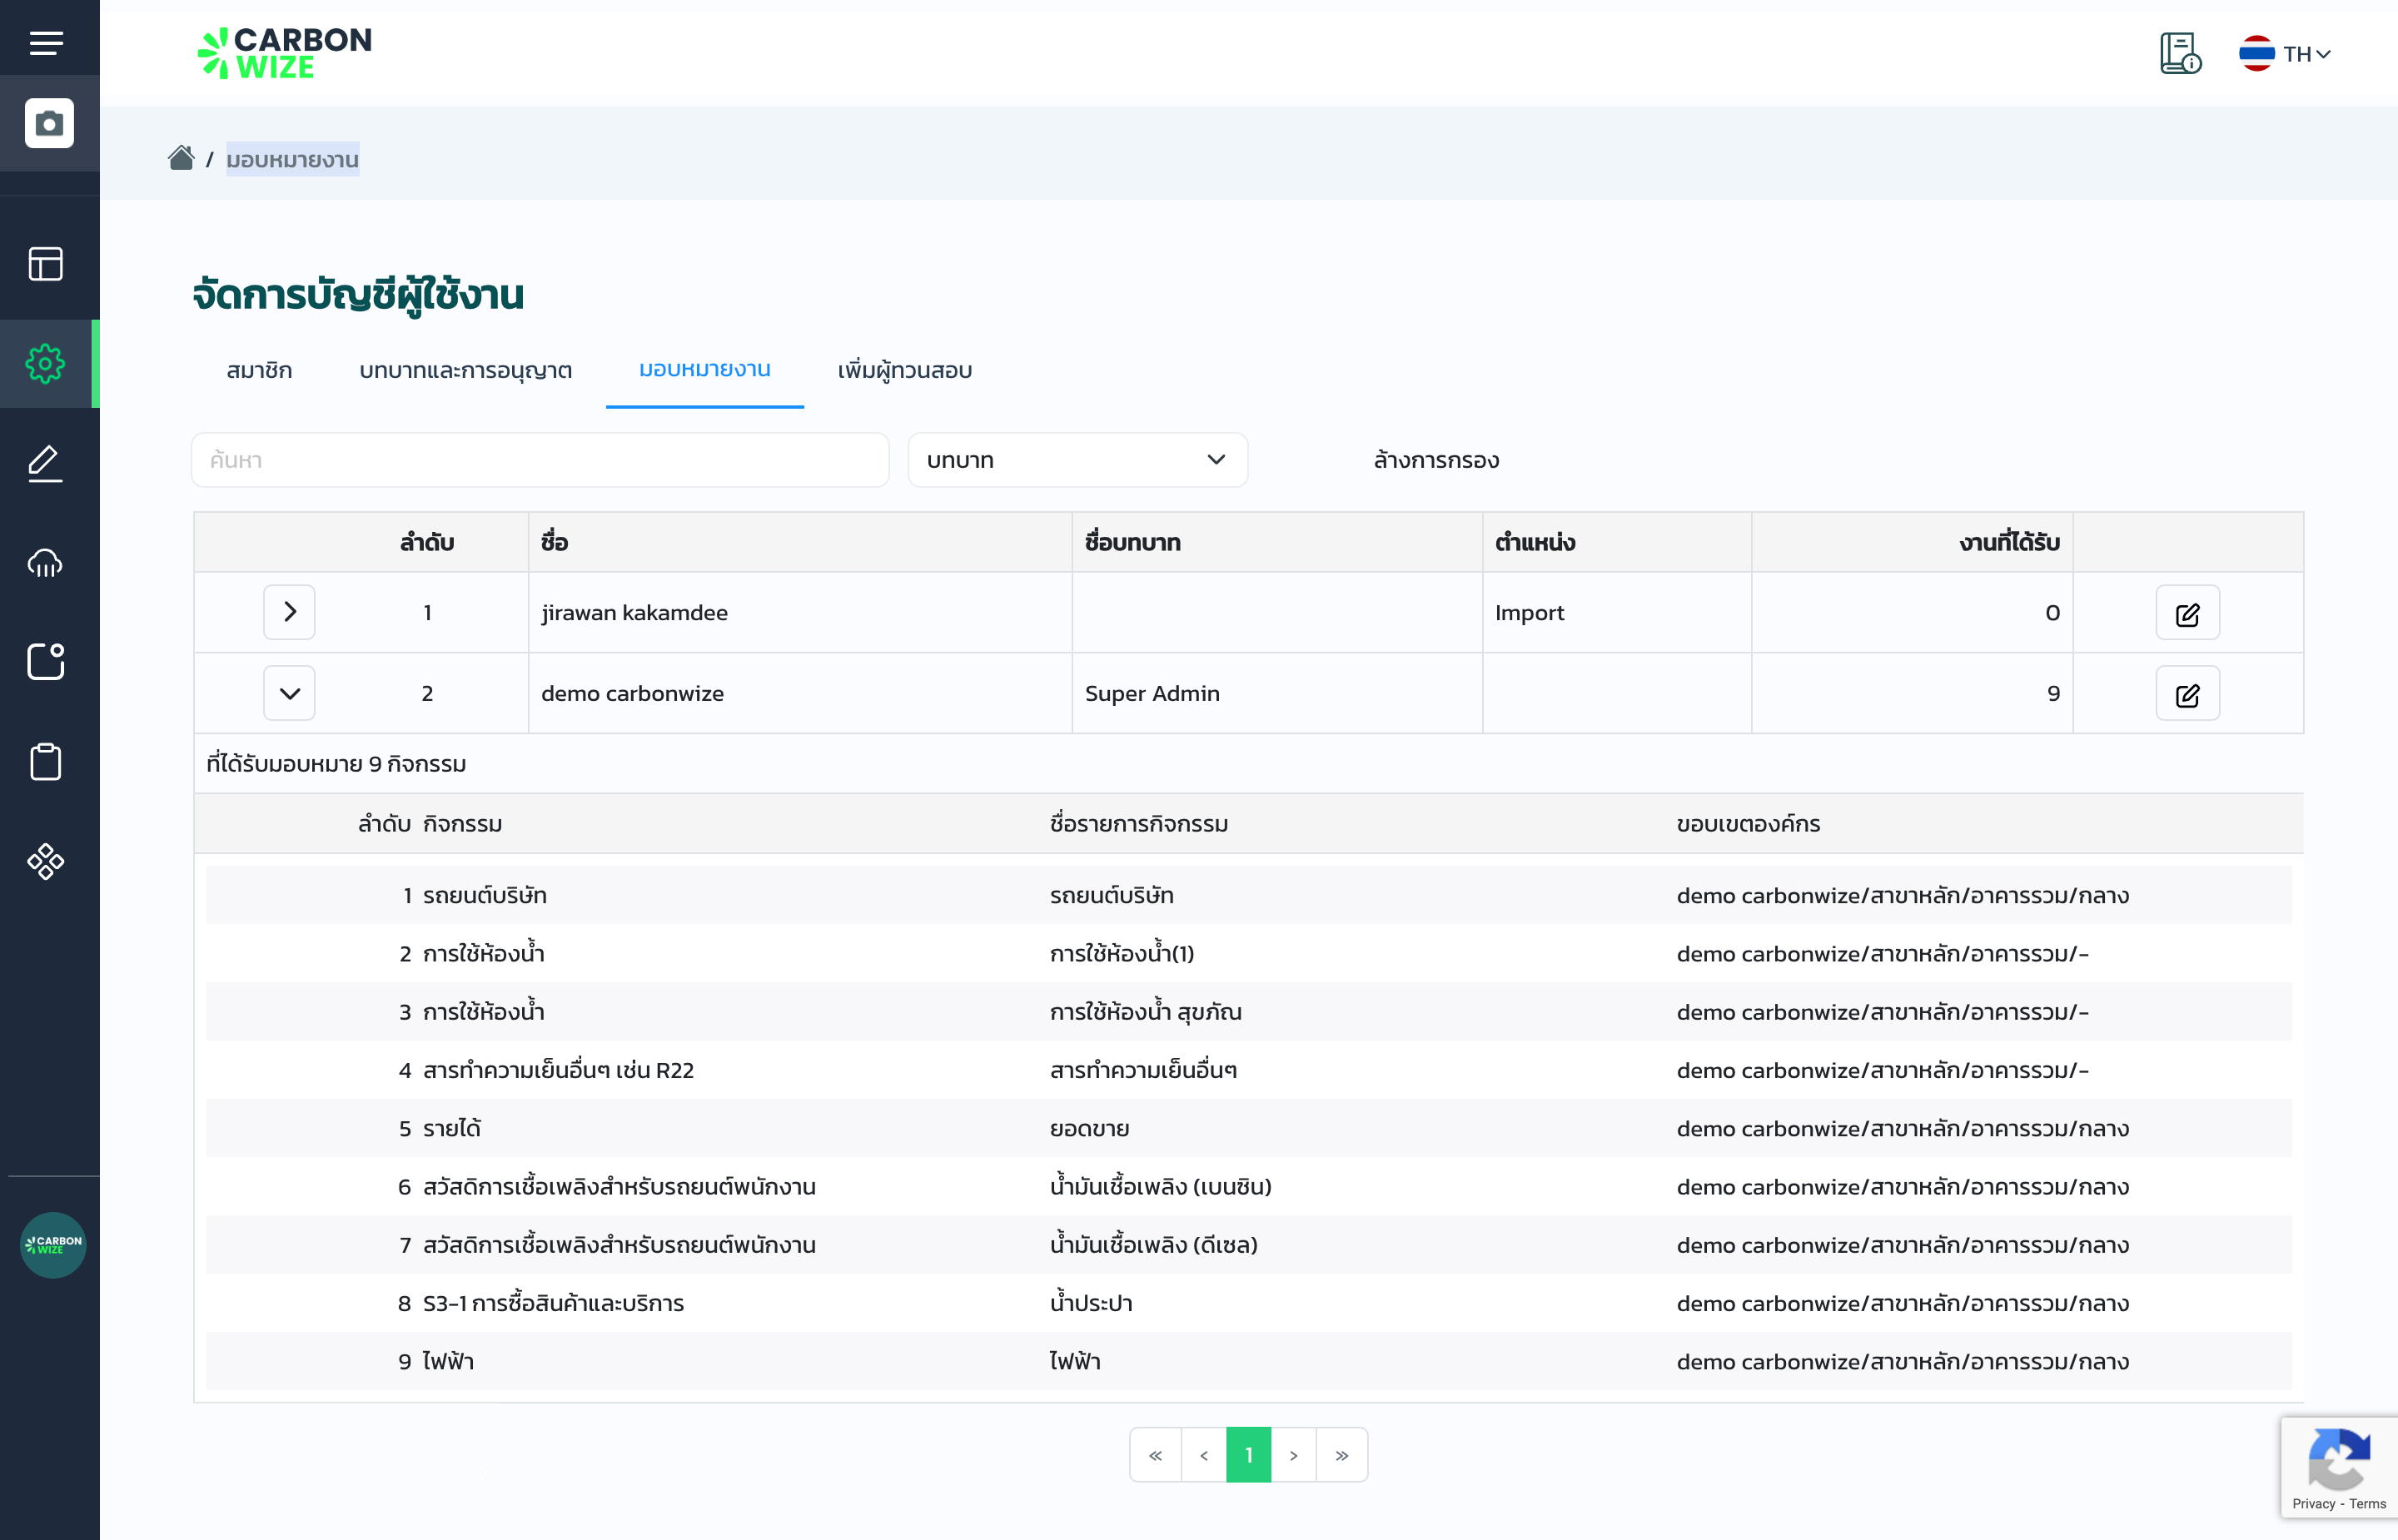 CARBON
WIZE
TH
/ มอบหมายงาน
จัดการบัญชีผู้ใช้งาน
สมาชิก บทบาทและการอนุญาต มอบหมายงาน เพิ่มผู้ทวนสอบ
ค้นหา บทบาท ล้างการกรอง
ลำดับ ชื่อ ชื่อบทบาท ตำแหน่ง งานที่ได้รับ
1 jirawan kakamdee Import 0
2 demo carbonwize Super Admin 9
ที่ได้รับมอบหมาย 9 กิจกรรม
ลำดับ กิจกรรม ชื่อรายการกิจกรรม ขอบเขตองค์กร
1 รถยนต์บริษัท รถยนต์บริษัท demo carbonwize/สาขาหลัก/อาคารรวม/กลาง
2 การใช้ห้องน้ำ การใช้ห้องน้ำ(1) demo carbonwize/สาขาหลัก/อาคารรวม/-
3 การใช้ห้องน้ำ การใช้ห้องน้ำ สุขภัณ demo carbonwize/สาขาหลัก/อาคารรวม/-
4 สารทำความเย็นอื่นๆ เช่น R22 สารทำความเย็นอื่นๆ demo carbonwize/สาขาหลัก/อาคารรวม/-
5 รายได้ ยอดขาย demo carbonwize/สาขาหลัก/อาคารรวม/กลาง
6 สวัสดิการเชื้อเพลิงสำหรับรถยนต์พนักงาน น้ำมันเชื้อเพลิง (เบนซิน) demo carbonwize/สาขาหลัก/อาคารรวม/กลาง
7 สวัสดิการเชื้อเพลิงสำหรับรถยนต์พนักงาน น้ำมันเชื้อเพลิง (ดีเซล) demo carbonwize/สาขาหลัก/อาคารรวม/กลาง
8 S3-1 การซื้อสินค้าและบริการ น้ำประปา demo carbonwize/สาขาหลัก/อาคารรวม/กลาง
9 ไฟฟ้า ไฟฟ้า demo carbonwize/สาขาหลัก/อาคารรวม/กลาง
CARBON
WIZE
« ‹ 1 › »
Privacy - Terms